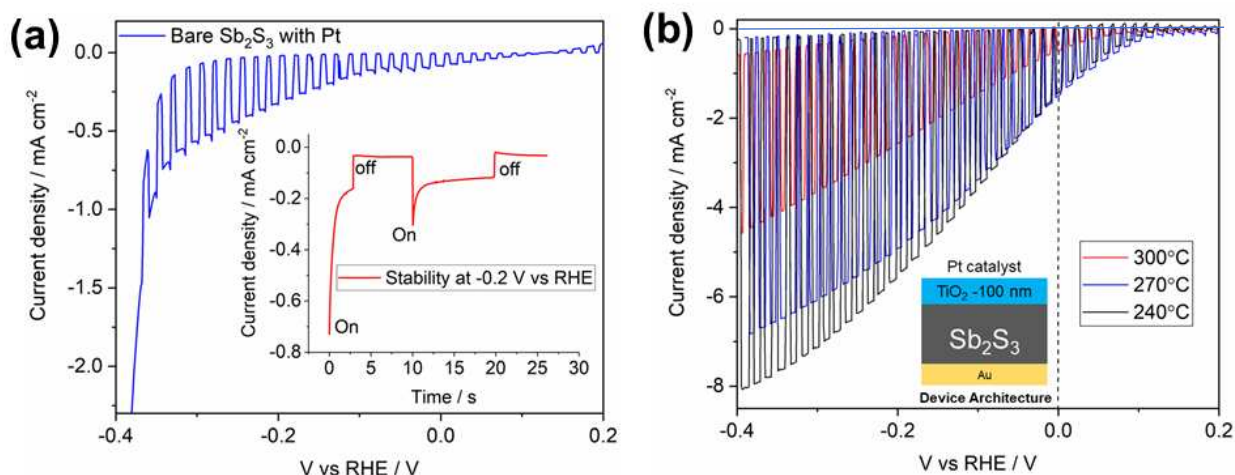 (a)
Bare Sb₂S₃ with Pt
Current density / mA cm⁻²
0.0
-0.5
-1.0
-1.5
-2.0
-0.4
-0.2
0.0
0.2
V vs RHE / V
Current density / mA cm⁻²
0.0
-0.2
-0.4
-0.6
-0.8
off
off
On
On
Stability at -0.2 V vs RHE
0
5
10
15
20
25
30
Time / s
(b)
Current density / mA cm⁻²
0
-2
-4
-6
-8
-0.4
-0.2
0.0
0.2
V vs RHE / V
Pt catalyst
TiO₂ -100 nm
Sb₂S₃
Au
Device Architecture
300°C
270°C
240°C